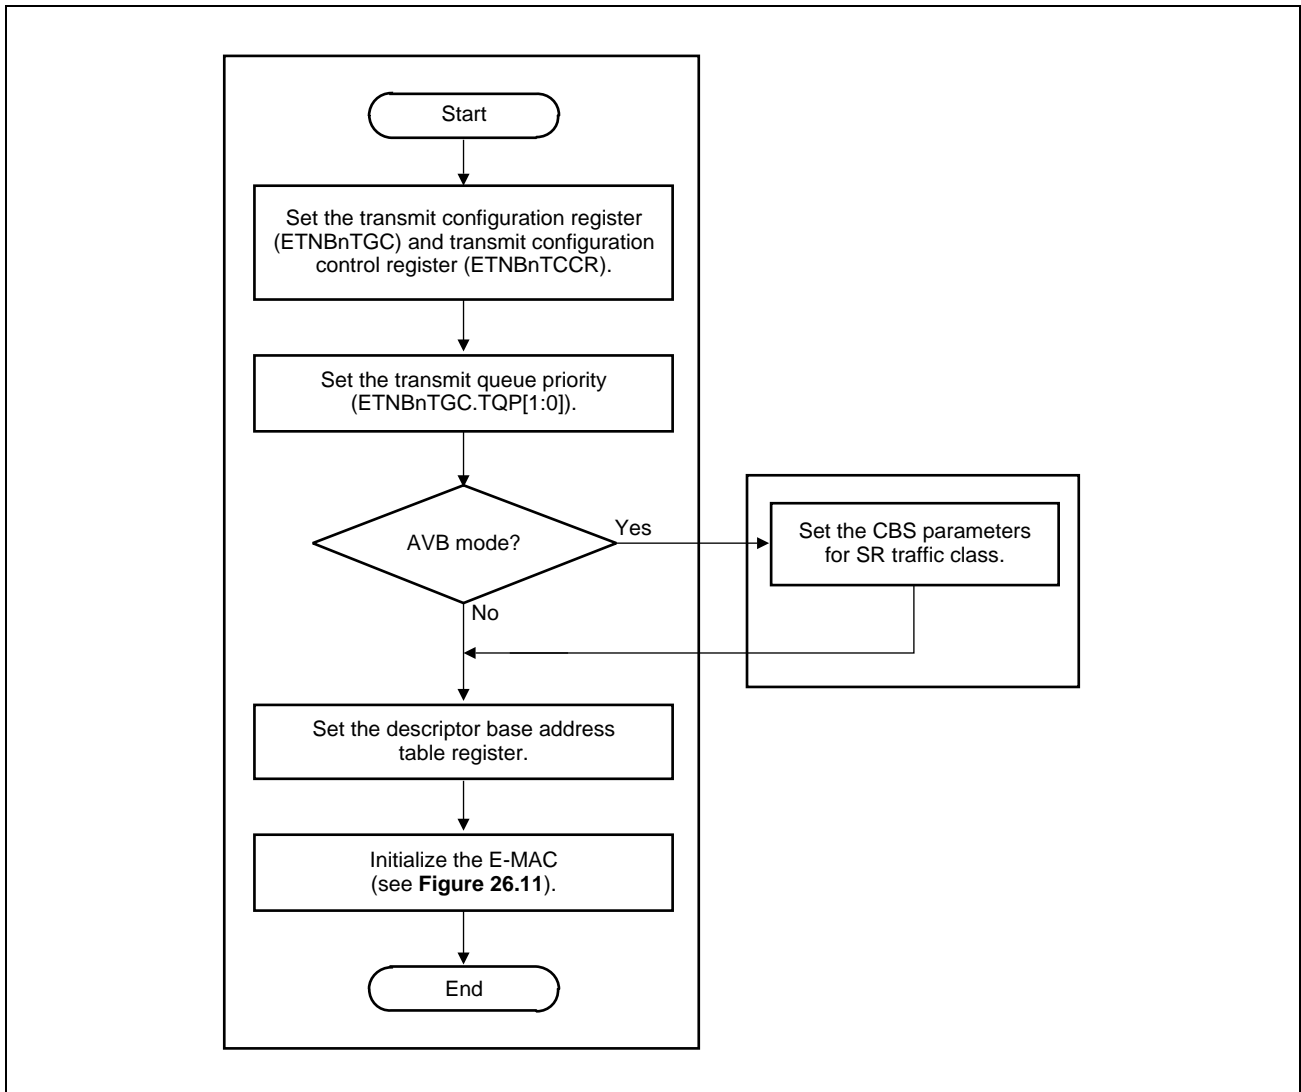 Start
Set the transmit configuration register
(ETNBnTGC) and transmit configuration
control register (ETNBnTCCR).
Set the transmit queue priority
(ETNBnTGC.TQP[1:0]).
AVB mode?
Yes
Set the CBS parameters
for SR traffic class.
No
Set the descriptor base address
table register.
Initialize the E-MAC
(see Figure 26.11).
End